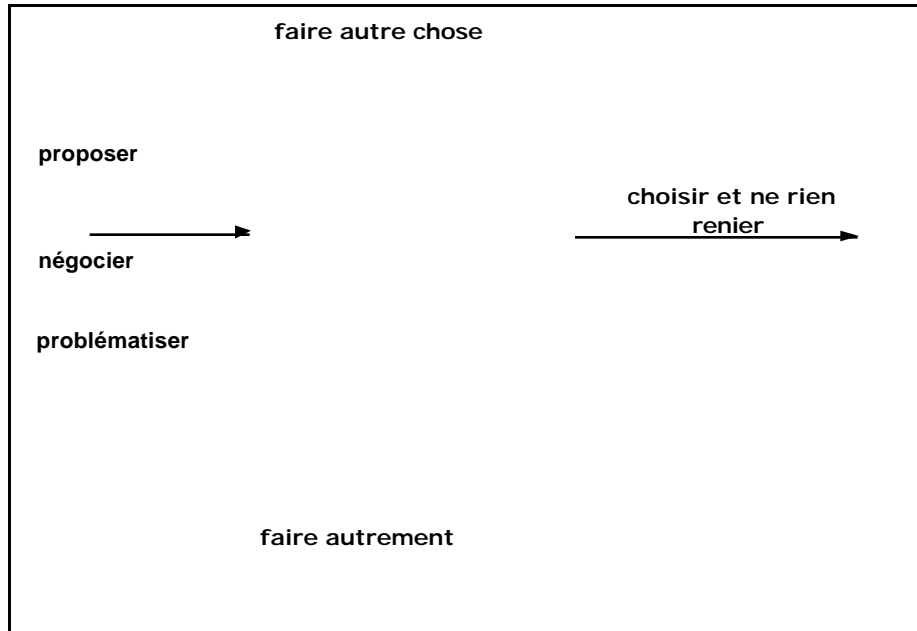 faire autre chose
proposer
choisir et ne rien
renier
négocier
problématiser
faire autrement